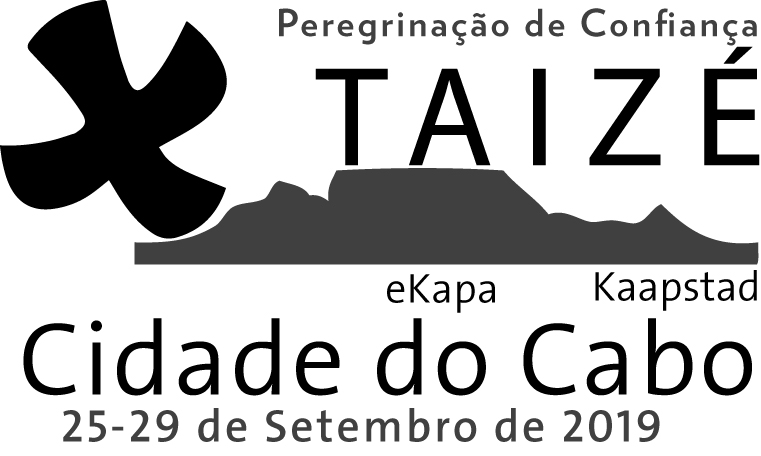 Peregrinação de Confiança
TAIZÉ
eKapa Kaapstad
Cidade do Cabo
25-29 de Setembro de 2019